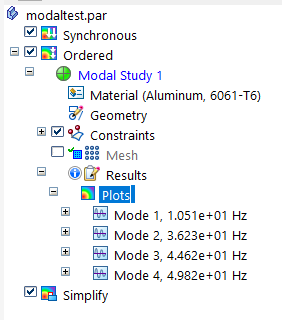 modaltest.par
Synchronous
Ordered
Modal Study 1
Material (Aluminum, 6061-T6)
Geometry
Constraints
Mesh
Results
Plots
Mode 1, 1.051e+01 Hz
Mode 2, 3.623e+01 Hz
Mode 3, 4.462e+01 Hz
Mode 4, 4.982e+01 Hz
Simplify